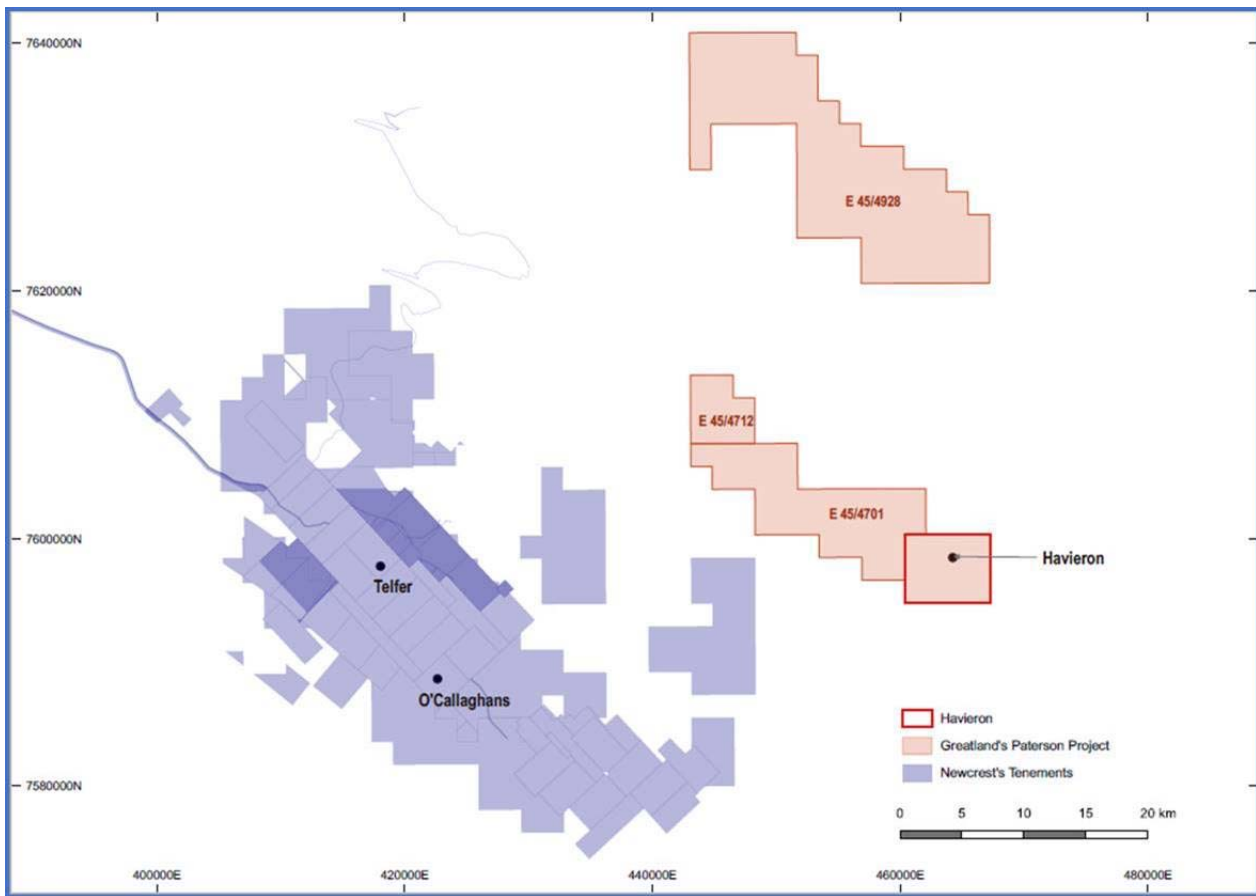 7640000N
E 45/4928
7620000N
E 45/4712
E 45/4701
7600000N
Havieron
Telfer
O'Callaghans
Havieron
Greatland's Paterson Project
Newcrest's Tenements
7580000N
0 5 10 15 20 km
400000E 420000E 440000E 460000E 480000E